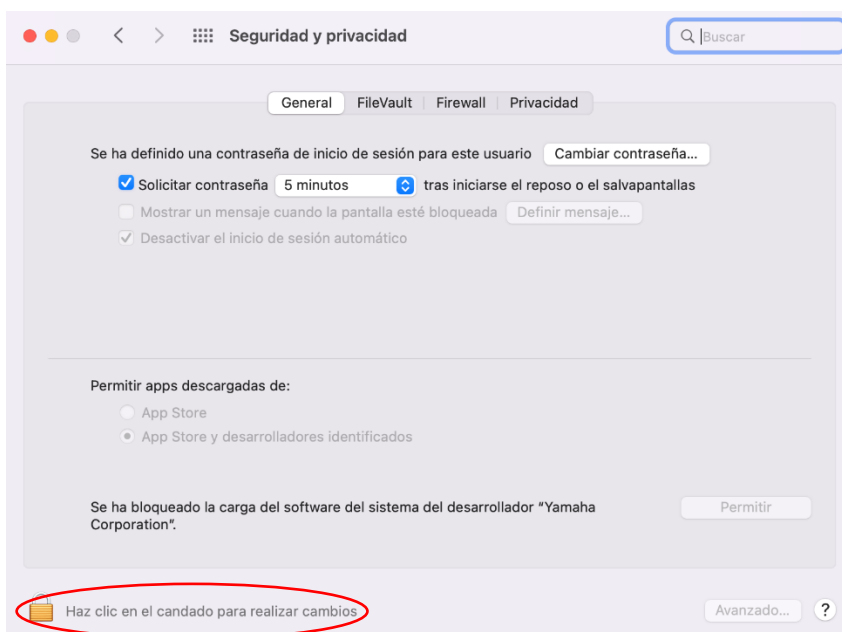 Seguridad y privacidad
Buscar
General FileVault Firewall Privacidad
Se ha definido una contraseña de inicio de sesión para este usuario Cambiar contraseña...
Solicitar contraseña 5 minutos tras iniciarse el reposo o el salvapantallas
Mostrar un mensaje cuando la pantalla esté bloqueada Definir mensaje...
Desactivar el inicio de sesión automático
Permitir apps descargadas de:
App Store
App Store y desarrolladores identificados
Se ha bloqueado la carga del software del sistema del desarrollador “Yamaha
Corporation”. Permitir
Haz clic en el candado para realizar cambios
Avanzado... ?